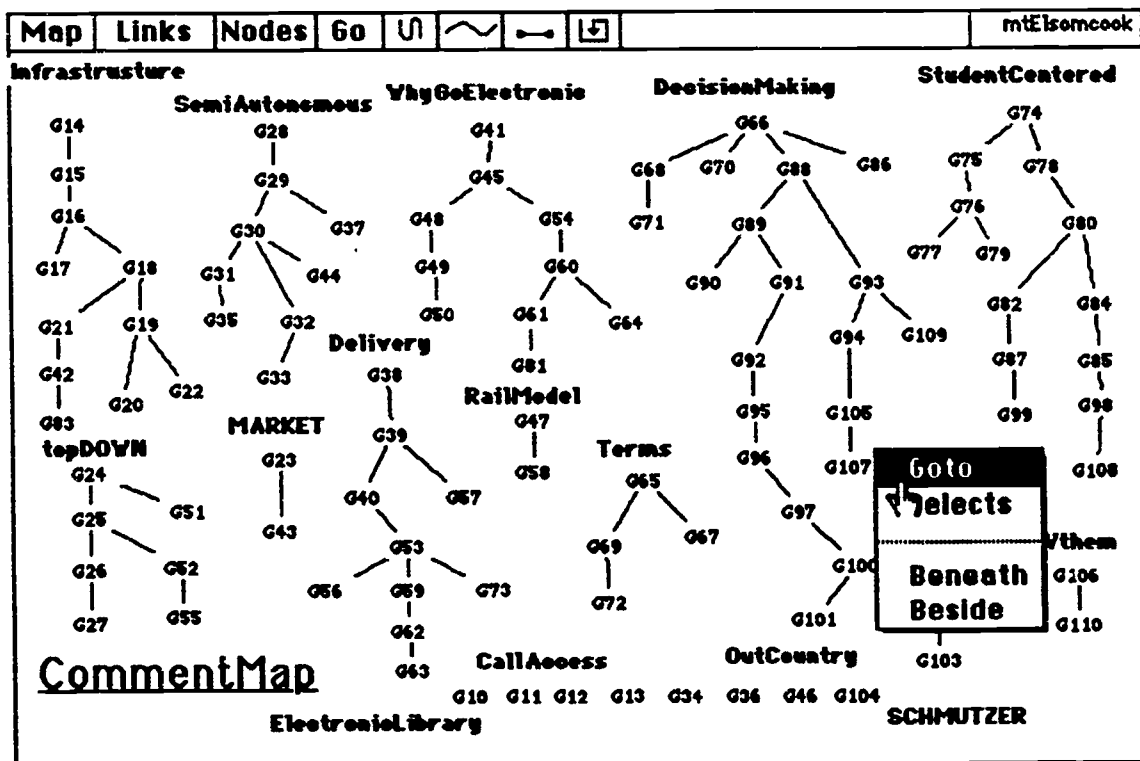 Map Links Nodes Go mtElsomcook
Infrastrusture
SemiAutonomous
WhyGoElectronic
DecisionMaking
StudentCentered
G14
G15
G16
G17 G18
G21 G19
G42
G20 G22
G83
G28
G29
G30 G37
G31 G44
G35 G32
G33
G41
G45
G48 G54
G49 G60
G50 G61 G64
G81
G66
G68 G70 G88 G86
G71 G89
G90 G91 G93
G94 G109
G92
G95 G105
G96 G107
G97
G100
G101
G74
G75 G78
G76 G80
G77 G79
G82 G84
G87 G85
G99 G98
G108
topDOWN
G24
G25 G51
G26 G52
G27 G55
MARKET
G23
G43
Delivery
G38
G39
G40 G57
G53
G56 G59 G73
G62
G63
RailModel
G47
G58
Terms
G65
G69 G67
G72
Goto
Selects
Beneath
Beside
Vthem
G106
G110
G103
CommentMap
CallAccess
OutCountry
G10 G11 G12 G13 G34 G36 G46 G104
ElectronicLibrary
SCHMUTZER